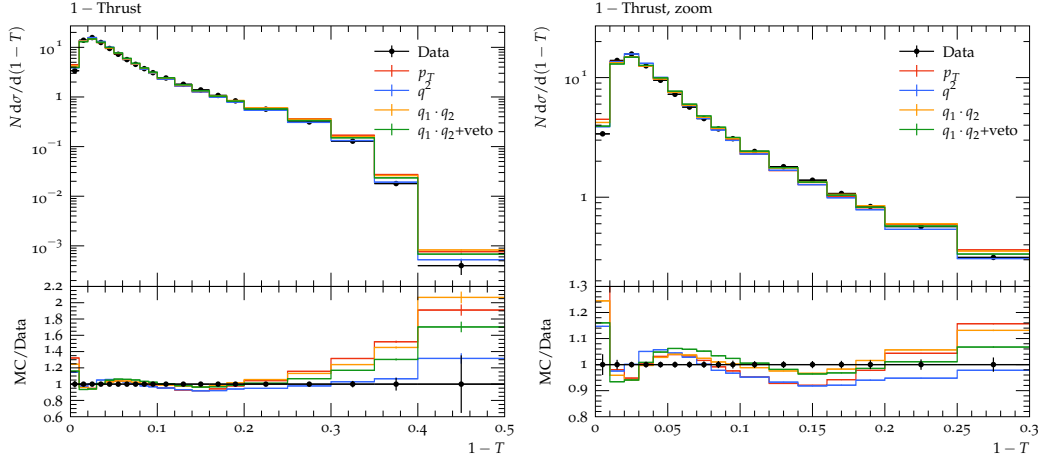 1 − Thrust
N dσ/d(1 − T)
10^1
1
10^−1
10^−2
10^−3
Data
p_T
q^2
q_1 · q_2
q_1 · q_2+veto
MC/Data
2.2
2
1.8
1.6
1.4
1.2
1
0.8
0.6
0 0.1 0.2 0.3 0.4 0.5
1 − T
1−Thrust, zoom
N dσ/d(1 − T)
10^1
1
Data
p_T
q^2
q_1 · q_2
q_1 · q_2+veto
MC/Data
1.3
1.2
1.1
1
0.9
0.8
0 0.05 0.1 0.15 0.2 0.25 0.3
1 − T